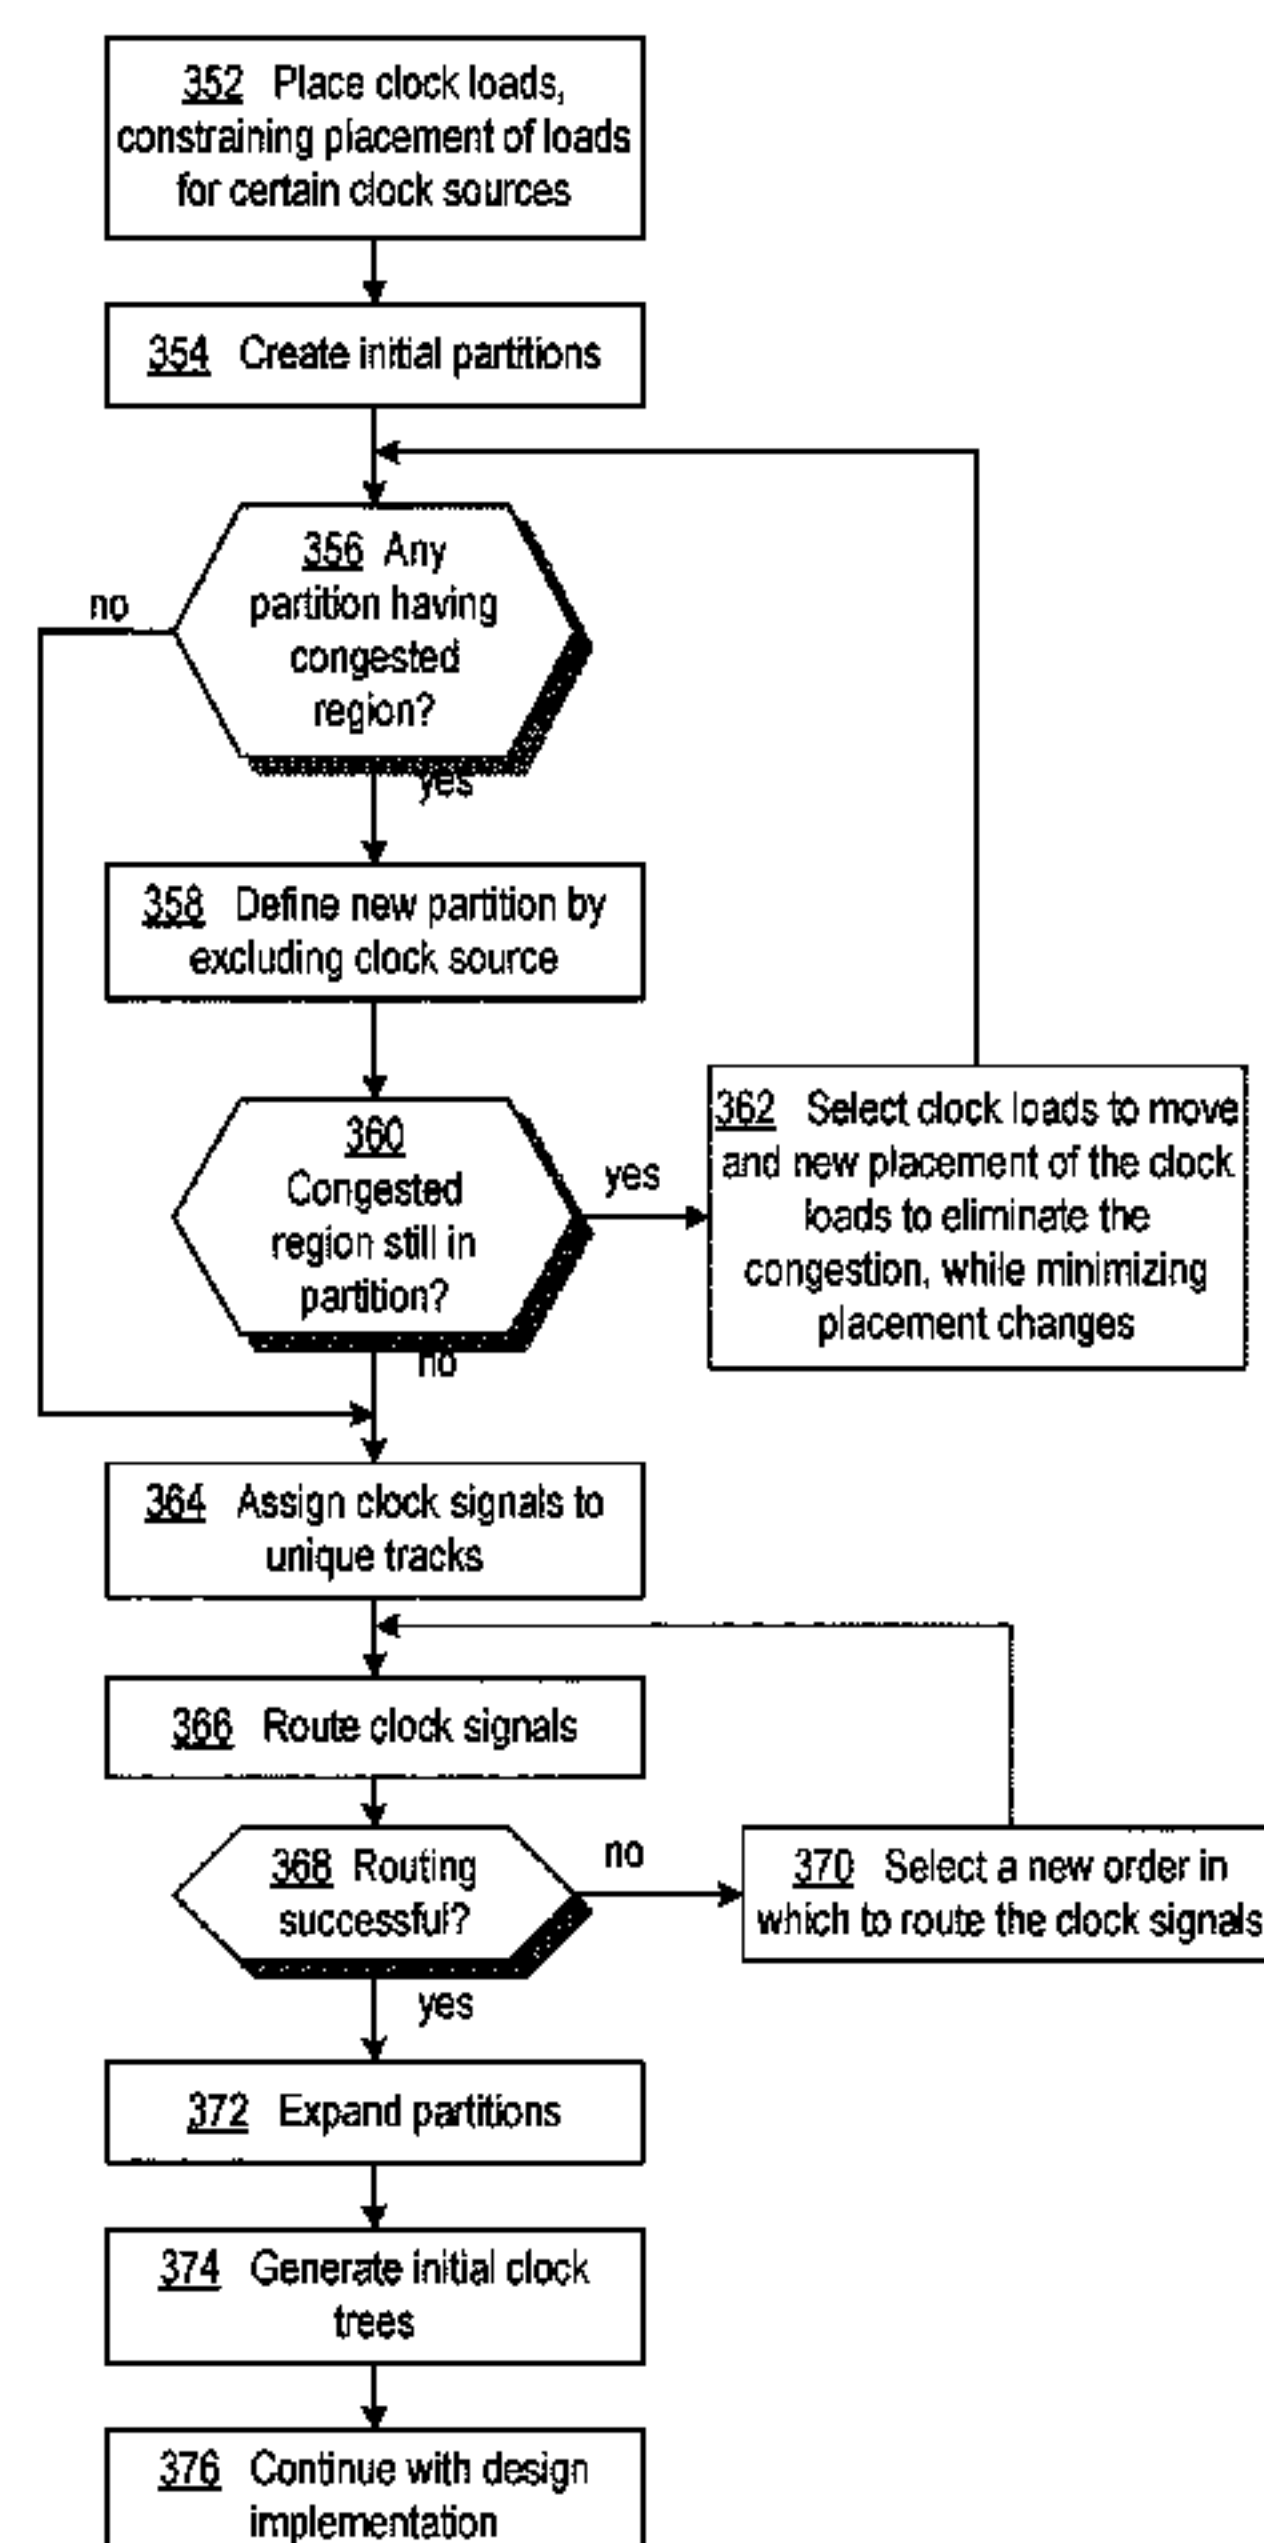 352 Place clock loads,
constraining placement of loads
for certain clock sources
354 Create initial partitions
356 Any
partition having
congested
region?
no
yes
358 Define new partition by
excluding clock source
360
Congested
region still in
partition?
yes
no
362 Select clock loads to move
and new placement of the clock
loads to eliminate the
congestion, while minimizing
placement changes
364 Assign clock signals to
unique tracks
366 Route clock signals
368 Routing
successful?
no
yes
370 Select a new order in
which to route the clock signals
372 Expand partitions
374 Generate initial clock
trees
376 Continue with design
implementation